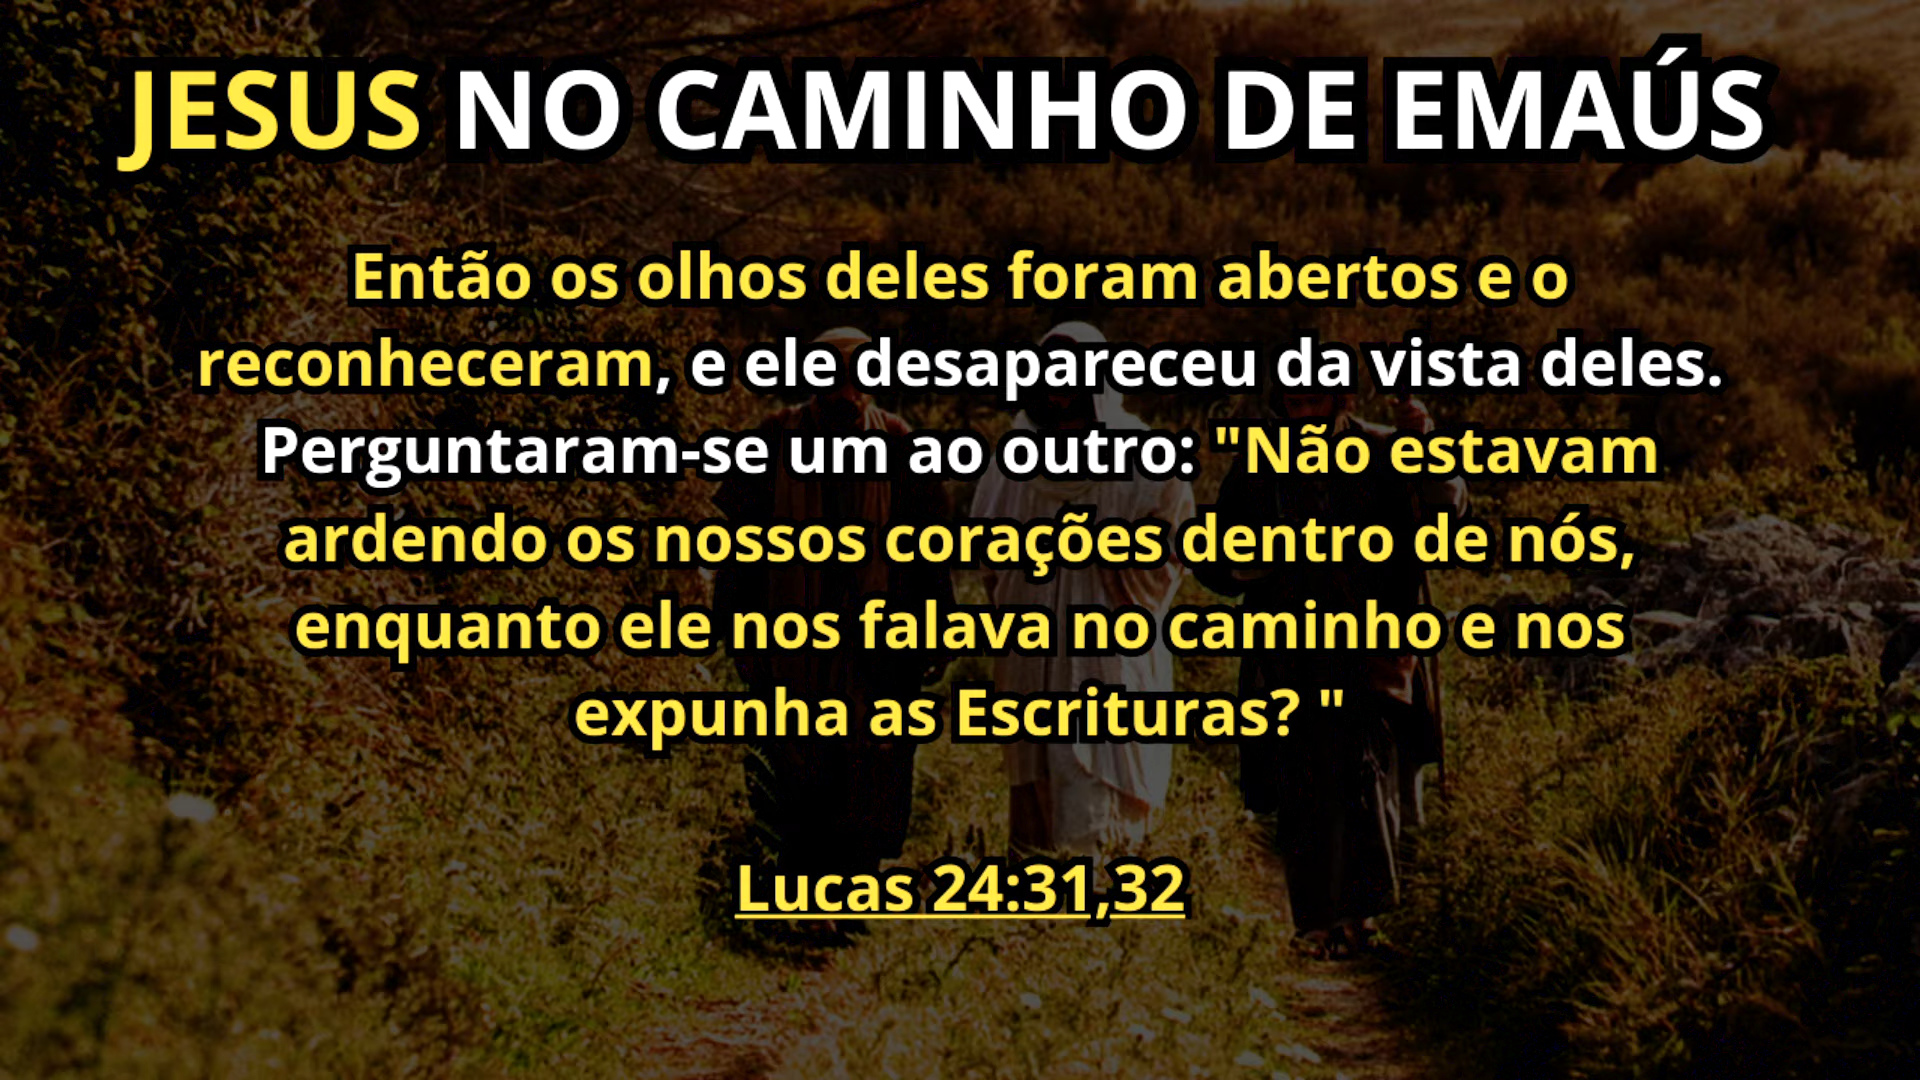 JESUS NO CAMINHO DE EMAÚS
Então os olhos deles foram abertos e o
reconheceram, e ele desapareceu da vista deles.
Perguntaram-se um ao outro: "Não estavam
ardendo os nossos corações dentro de nós,
enquanto ele nos falava no caminho e nos
expunha as Escrituras? "
Lucas 24:31,32